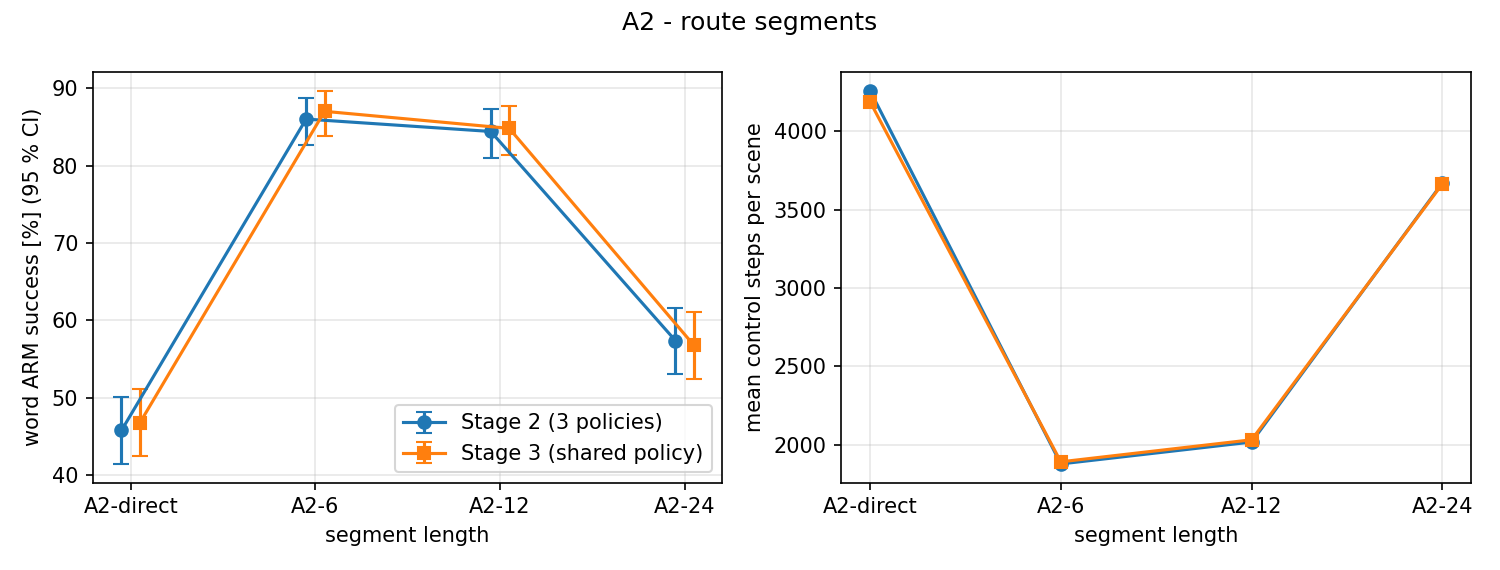 A2 - route segments
word ARM success [%] (95 % CI)
90
80
70
60
50
40
Stage 2 (3 policies)
Stage 3 (shared policy)
A2-direct
A2-6
A2-12
A2-24
segment length
mean control steps per scene
4000
3500
3000
2500
2000
A2-direct
A2-6
A2-12
A2-24
segment length